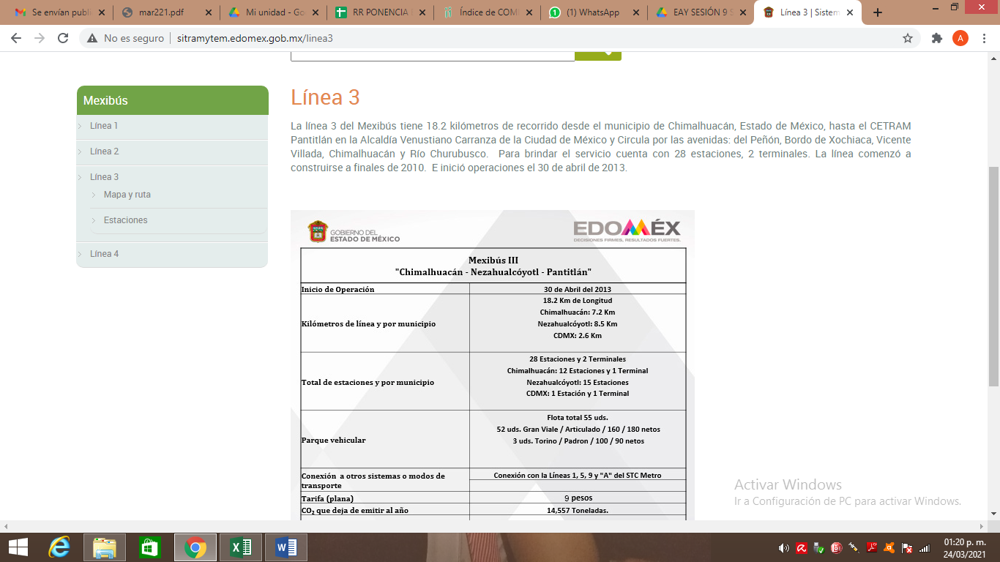 Se envían publi
mar221.pdf
Mi unidad - Go
RR PONENCIA
Índice de COMI
(1) WhatsApp
EAY SESIÓN 9 S
Línea 3 | Sistem
No es seguro
sitramytem.edomex.gob.mx/linea3
A
Mexibús
Línea 1
Línea 2
Línea 3
Mapa y ruta
Estaciones
Línea 4
Línea 3
La línea 3 del Mexibús tiene 18.2 kilómetros de recorrido desde el municipio de Chimalhuacán, Estado de México, hasta el CETRAM
Pantitlán en la Alcaldía Venustiano Carranza de la Ciudad de México y Circula por las avenidas: del Peñón, Bordo de Xochiaca, Vicente
Villada, Chimalhuacán y Río Churubusco. Para brindar el servicio cuenta con 28 estaciones, 2 terminales. La línea comenzó a
construirse a finales de 2010. E inició operaciones el 30 de abril de 2013.
GOBIERNO DEL
ESTADO DE MÉXICO
EDOMÉX
DECISIONES FIRMES, RESULTADOS FUERTES.
Mexibús III
"Chimalhuacán - Nezahualcóyotl - Pantitlán"
Inicio de Operación
30 de Abril del 2013
Kilómetros de línea y por municipio
18.2 Km de Longitud
Chimalhuacán: 7.2 Km
Nezahualcóyotl: 8.5 Km
CDMX: 2.6 Km
Total de estaciones y por municipio
28 Estaciones y 2 Terminales
Chimalhuacán: 12 Estaciones y 1 Terminal
Nezahualcóyotl: 15 Estaciones
CDMX: 1 Estación y 1 Terminal
Parque vehicular
Flota total 55 uds.
52 uds. Gran Viale / Articulado / 160 / 180 netos
3 uds. Torino / Padron / 100 / 90 netos
Conexión a otros sistemas o modos de
transporte
Conexión con la Líneas 1, 5, 9 y "A" del STC Metro
Tarifa (plana)
9 pesos
CO2 que deja de emitir al año
14,557 Toneladas.
Activar Windows
Ir a Configuración de PC para activar Windows.
01:20 p. m.
24/03/2021